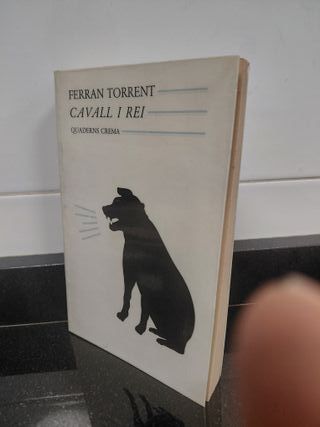 FERRAN TORRENT
CAVALL I REI
QUADERNS CREMA